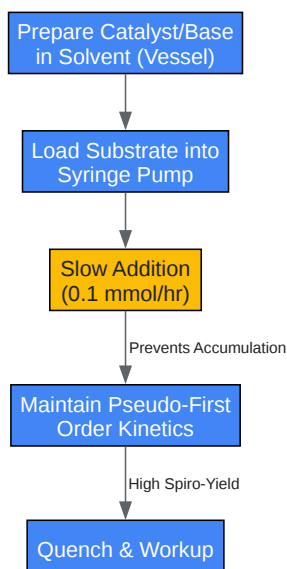 Prepare Catalyst/Base
in Solvent (Vessel)
Load Substrate into
Syringe Pump
Slow Addition
(0.1 mmol/hr)
Prevents Accumulation
Maintain Pseudo-First
Order Kinetics
High Spiro-Yield
Quench & Workup